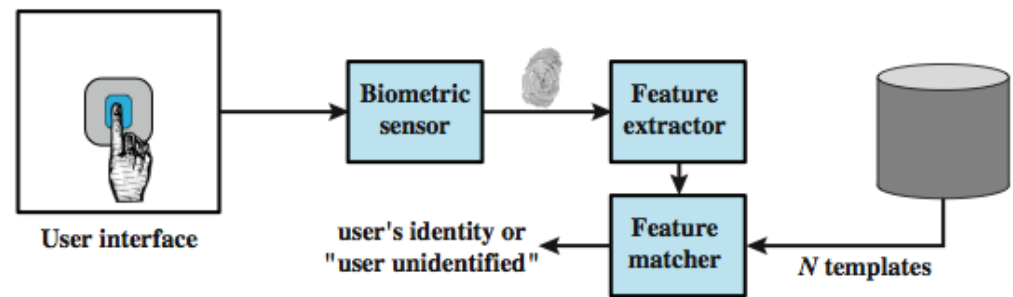 Biometric
sensor
Feature
extractor
User interface
user's identity or
"user unidentified"
Feature
matcher
N templates